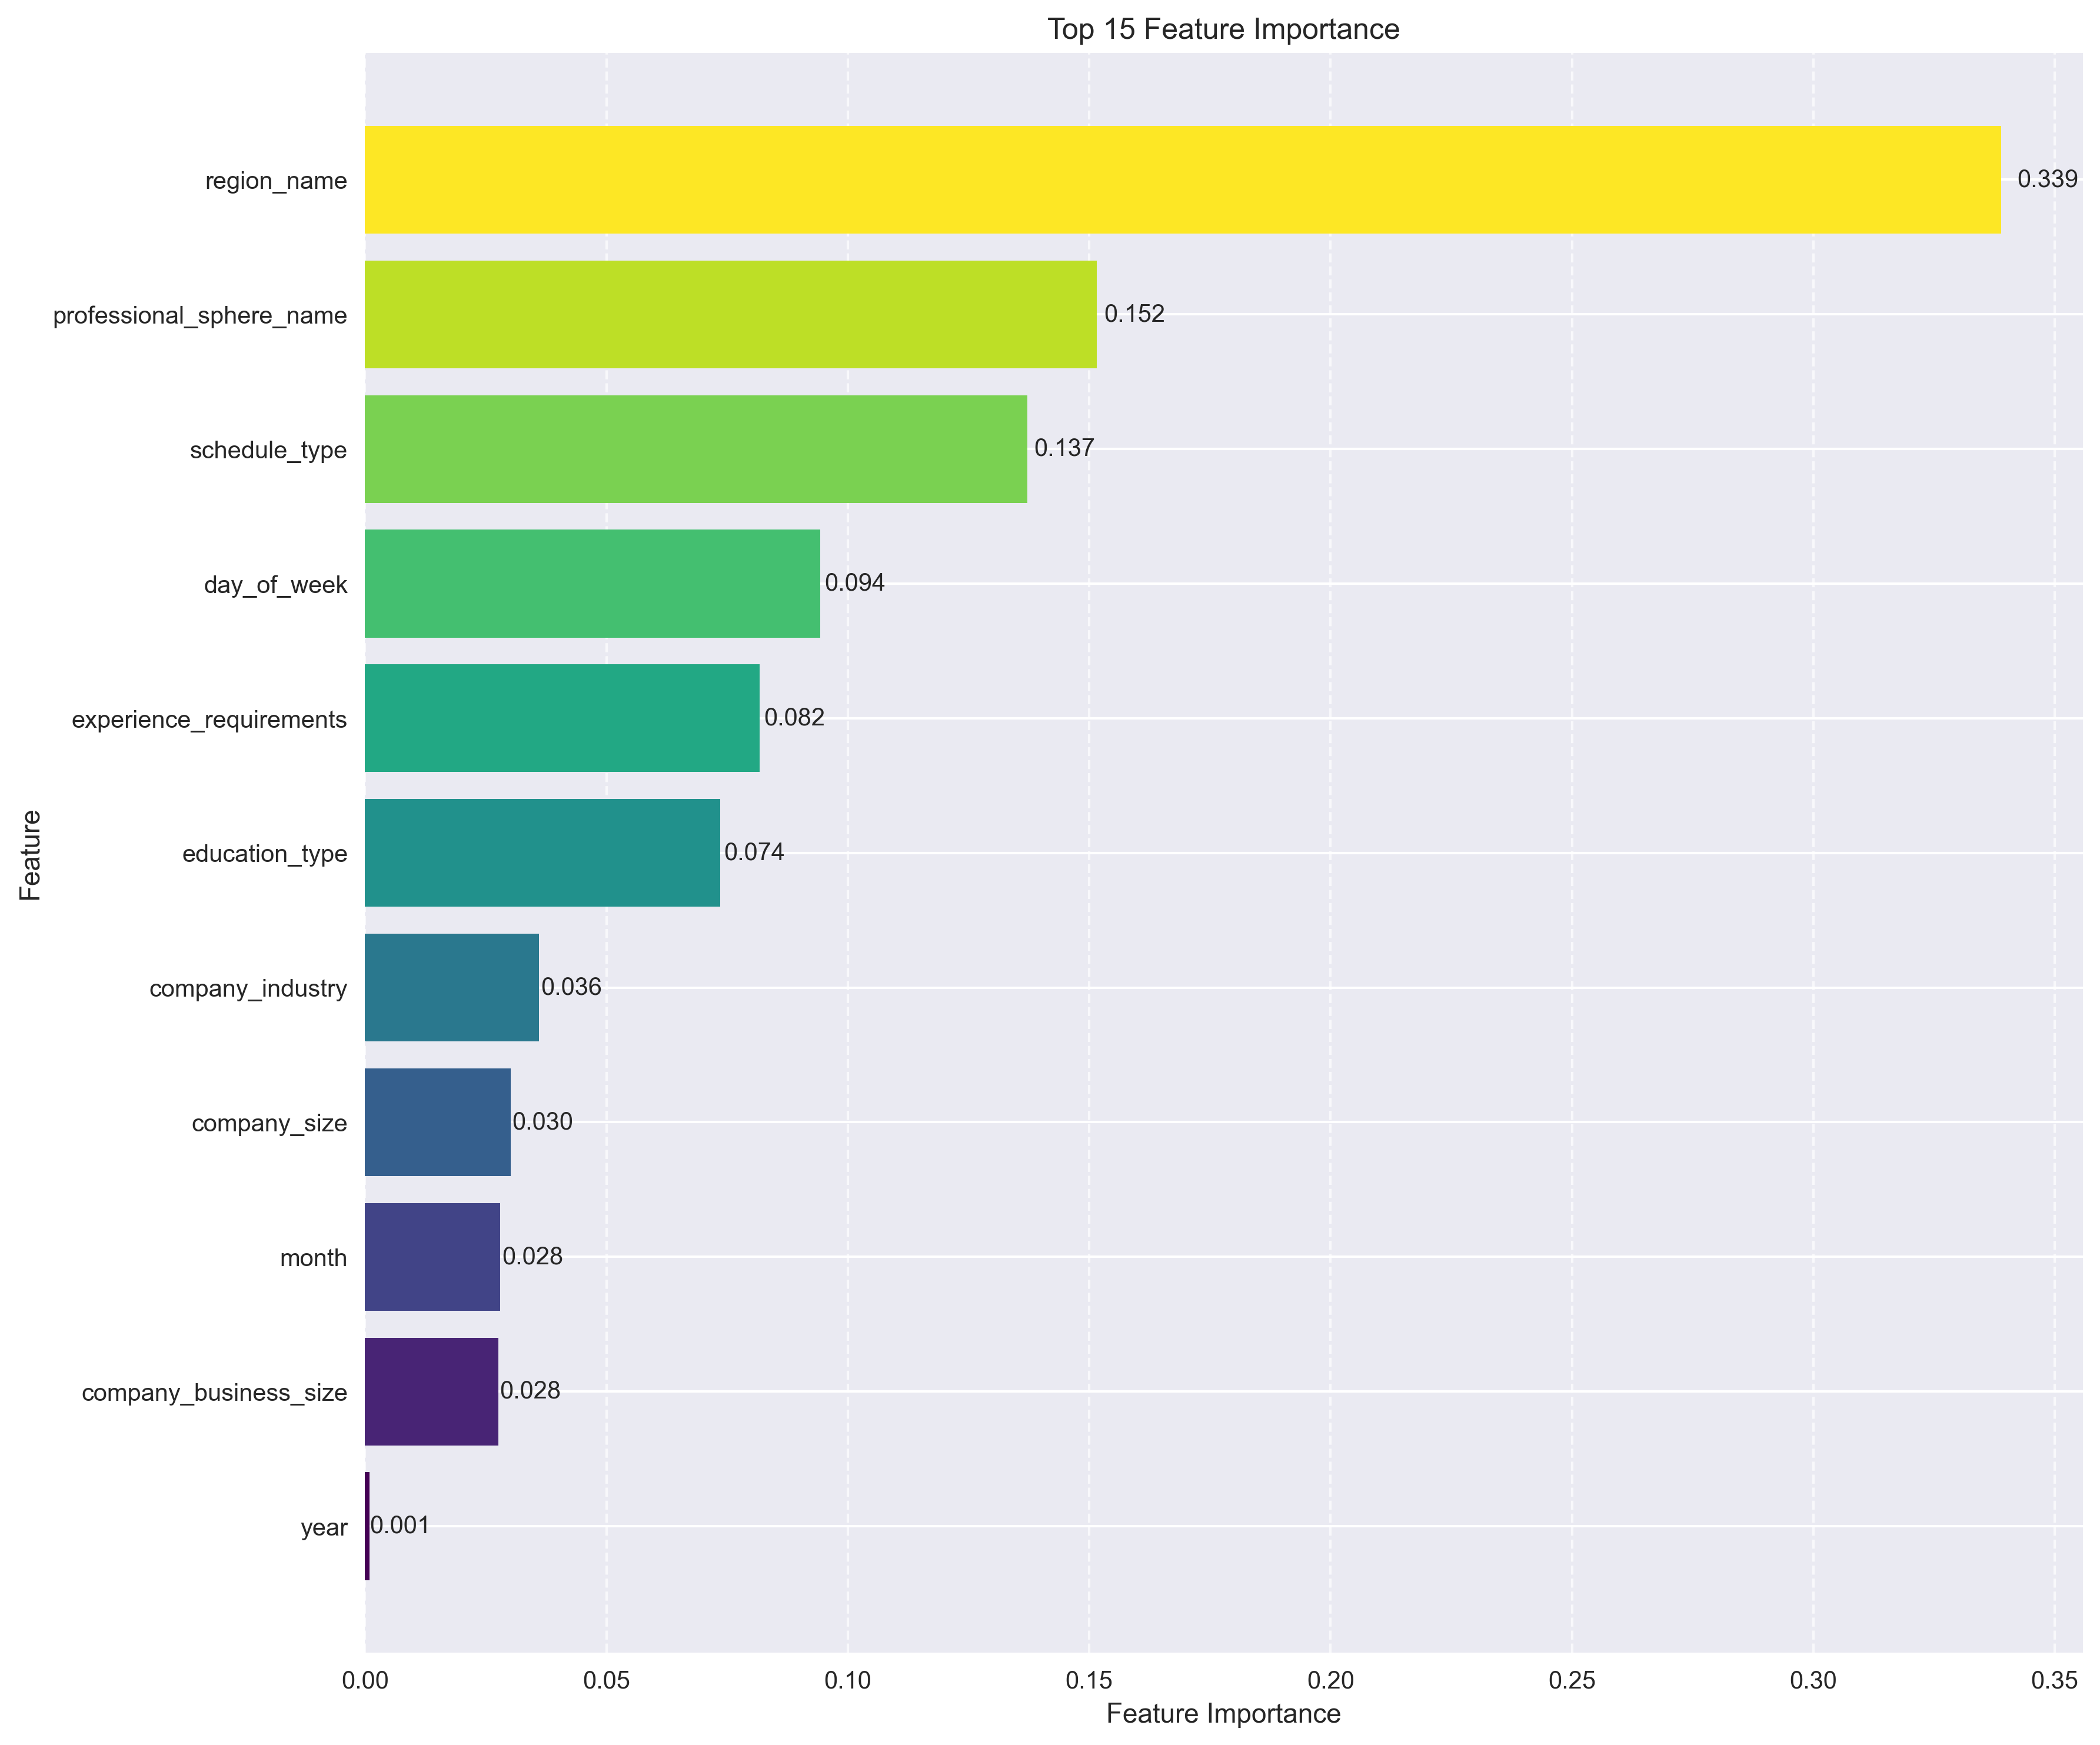 Top 15 Feature Importance
region_name 0.339
professional_sphere_name 0.152
schedule_type 0.137
day_of_week 0.094
experience_requirements 0.082
education_type 0.074
company_industry 0.036
company_size 0.030
month 0.028
company_business_size 0.028
year 0.001
Feature
0.00 0.05 0.10 0.15 0.20 0.25 0.30 0.35
Feature Importance